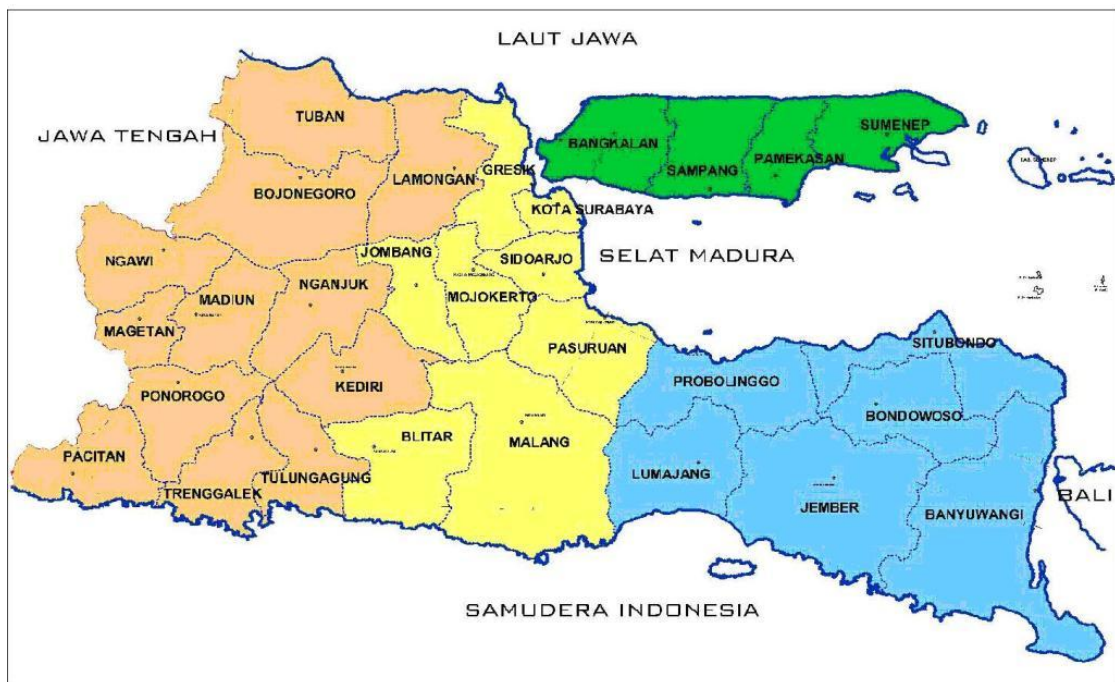 LAUT JAWA
JAWA TENGAH
TUBAN
BOJONEGORO
LAMONGAN
GRESIK
BANGKALAN
SAMPANG
PAMEKASAN
SUMENEP
KOTA SURABAYA
SELAT MADURA
NGAWI
MADIUN
MAGETAN
NGANJUK
JOMBANG
MOJOKERTO
SIDOARJO
PASURUAN
PONOROGO
KEDIRI
PACITAN
TRENGGALEK
TULUNGAGUNG
BLITAR
MALANG
PROBOLINGGO
SITUBONDO
BONDOWOSO
LUMAJANG
JEMBER
BANYUWANGI
BALI
SAMUDERA INDONESIA